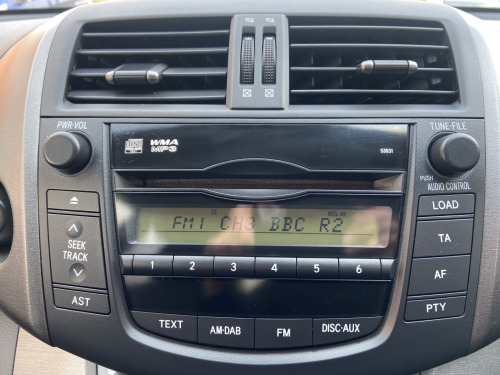 PWR·VOL
TUNE·FILE
WMA
MP3
53831
PUSH
AUDIO CONTROL
LOAD
SEEK
TRACK
FM1 CH3 BBC R2
TA
1 2 3 4 5 6
AF
AST
PTY
TEXT AM·DAB FM DISC·AUX